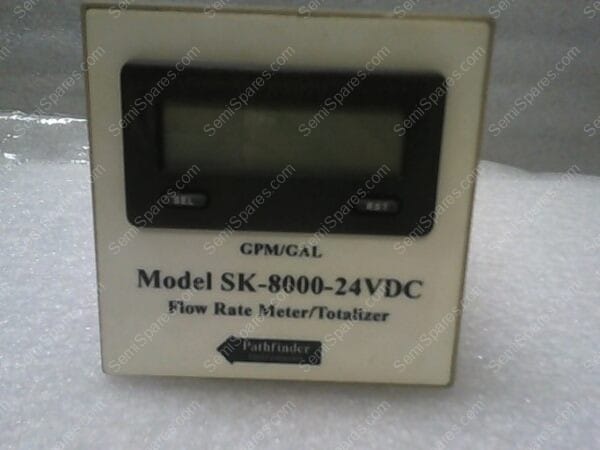 SEL
RST
GPM/GAL
Model SK-8000-24VDC
Flow Rate Meter/Totalizer
Pathfinder
SemiSpares.com